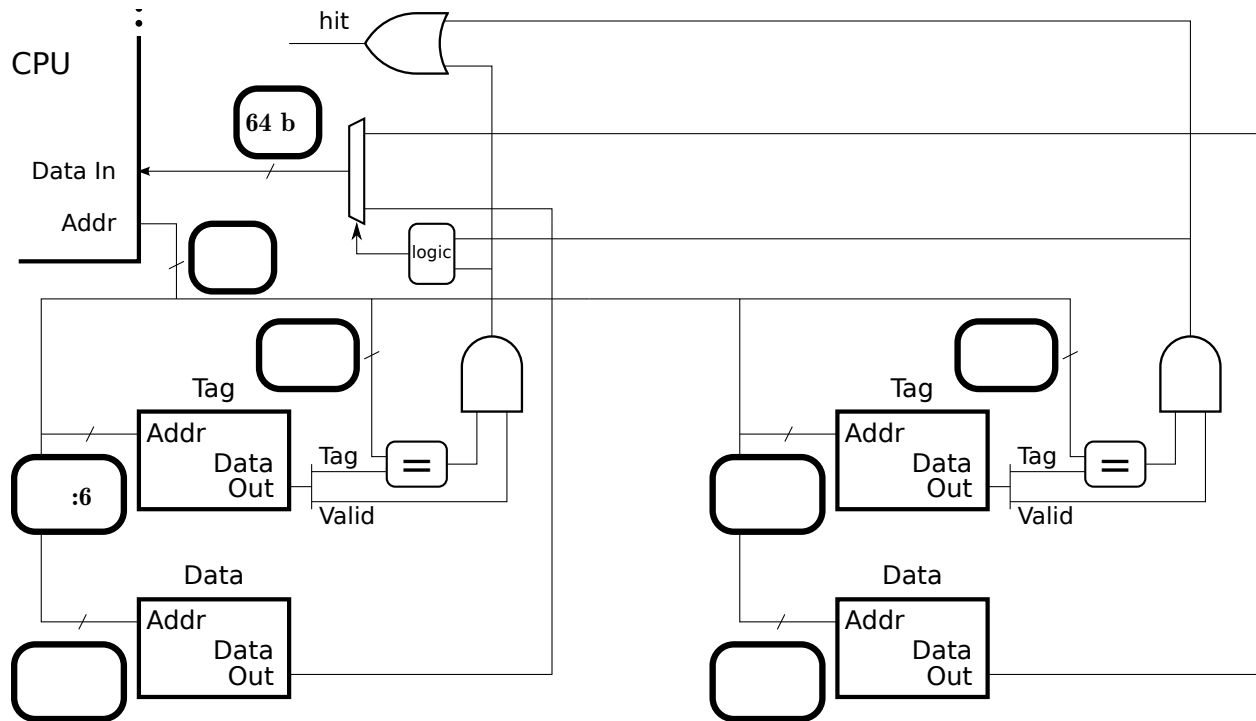 hit
CPU
64 b
Data In
Addr
logic
Tag
Tag
Addr
Data
Out
Tag
=
Valid
:6
Addr
Data
Out
Tag
=
Valid
Data
Data
Addr
Data
Out
Addr
Data
Out